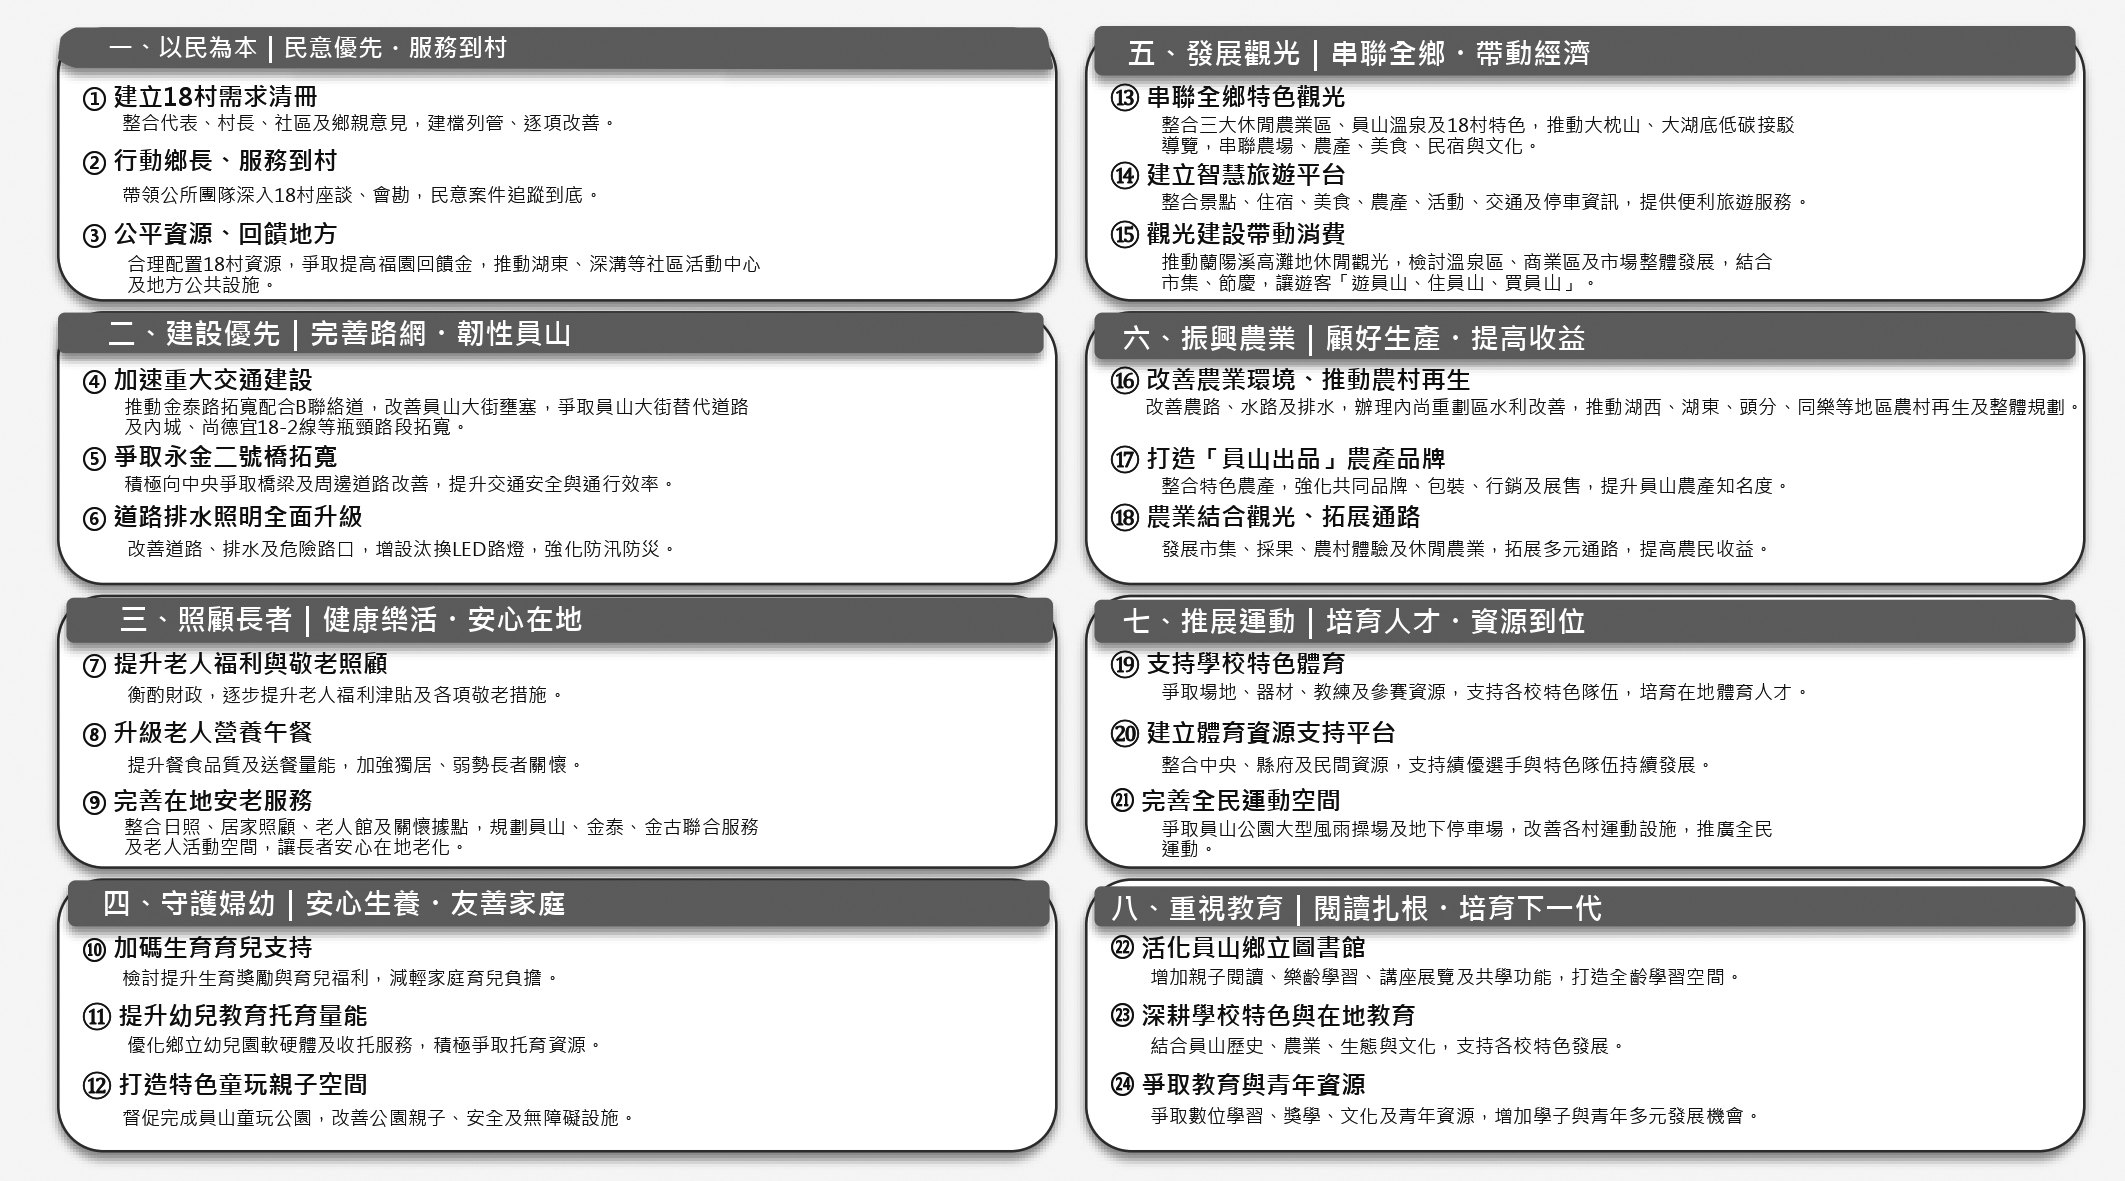 一、以民為本｜民意優先．服務到村
① 建立18村需求清冊
整合代表、村長、社區及鄉親意見，建檔列管、逐項改善。
② 行動鄉長、服務到村
帶領公所團隊深入18村座談、會勘，民意案件追蹤到底。
③ 公平資源、回饋地方
合理配置18村資源，爭取提高福園回饋金，推動湖東、深溝等社區活動中心
及地方公共設施。
二、建設優先｜完善路網．韌性員山
④ 加速重大交通建設
推動金泰路拓寬配合B聯絡道，改善員山大街壅塞，爭取員山大街替代道路
及內城、尚德宜18-2線等瓶頸路段拓寬。
⑤ 爭取永金二號橋拓寬
積極向中央爭取橋梁及周邊道路改善，提升交通安全與通行效率。
⑥ 道路排水照明全面升級
改善道路、排水及危險路口，增設汰換LED路燈，強化防汛防災。
三、照顧長者｜健康樂活．安心在地
⑦ 提升老人福利與敬老照顧
衡酌財政，逐步提升老人福利津貼及各項敬老措施。
⑧ 升級老人營養午餐
提升餐食品質及送餐量能，加強獨居、弱勢長者關懷。
⑨ 完善在地安老服務
整合日照、居家照顧、老人館及關懷據點，規劃員山、金泰、金古聯合服務
及老人活動空間，讓長者安心在地老化。
四、守護婦幼｜安心生養．友善家庭
⑩ 加碼生育育兒支持
檢討提升生育獎勵與育兒福利，減輕家庭育兒負擔。
⑪ 提升幼兒教育托育量能
優化鄉立幼兒園軟硬體及收托服務，積極爭取托育資源。
⑫ 打造特色童玩親子空間
督促完成員山童玩公園，改善公園親子、安全及無障礙設施。
五、發展觀光｜串聯全鄉．帶動經濟
⑬ 串聯全鄉特色觀光
整合三大休閒農業區、員山溫泉及18村特色，推動大枕山、大湖底低碳接駁
導覽，串聯農場、農產、美食、民宿與文化。
⑭ 建立智慧旅遊平台
整合景點、住宿、美食、農產、活動、交通及停車資訊，提供便利旅遊服務。
⑮ 觀光建設帶動消費
推動蘭陽溪高灘地休閒觀光，檢討溫泉區、商業區及市場整體發展，結合
市集、節慶，讓遊客「遊員山、住員山、買員山」。
六、振興農業｜顧好生產．提高收益
⑯ 改善農業環境、推動農村再生
改善農路、水路及排水，辦理內尚重劃區水利改善，推動湖西、湖東、頭分、同樂等地區農村再生及整體規劃。
⑰ 打造「員山出品」農產品牌
整合特色農產，強化共同品牌、包裝、行銷及展售，提升員山農產知名度。
⑱ 農業結合觀光、拓展通路
發展市集、採果、農村體驗及休閒農業，拓展多元通路，提高農民收益。
七、推展運動｜培育人才．資源到位
⑲ 支持學校特色體育
爭取場地、器材、教練及參賽資源，支持各校特色隊伍，培育在地體育人才。
⑳ 建立體育資源支持平台
整合中央、縣府及民間資源，支持績優選手與特色隊伍持續發展。
㉑ 完善全民運動空間
爭取員山公園大型風雨操場及地下停車場，改善各村運動設施，推廣全民
運動。
八、重視教育｜閱讀扎根．培育下一代
㉒ 活化員山鄉立圖書館
增加親子閱讀、樂齡學習、講座展覽及共學功能，打造全齡學習空間。
㉓ 深耕學校特色與在地教育
結合員山歷史、農業、生態與文化，支持各校特色發展。
㉔ 爭取教育與青年資源
爭取數位學習、獎學、文化及青年資源，增加學子與青年多元發展機會。